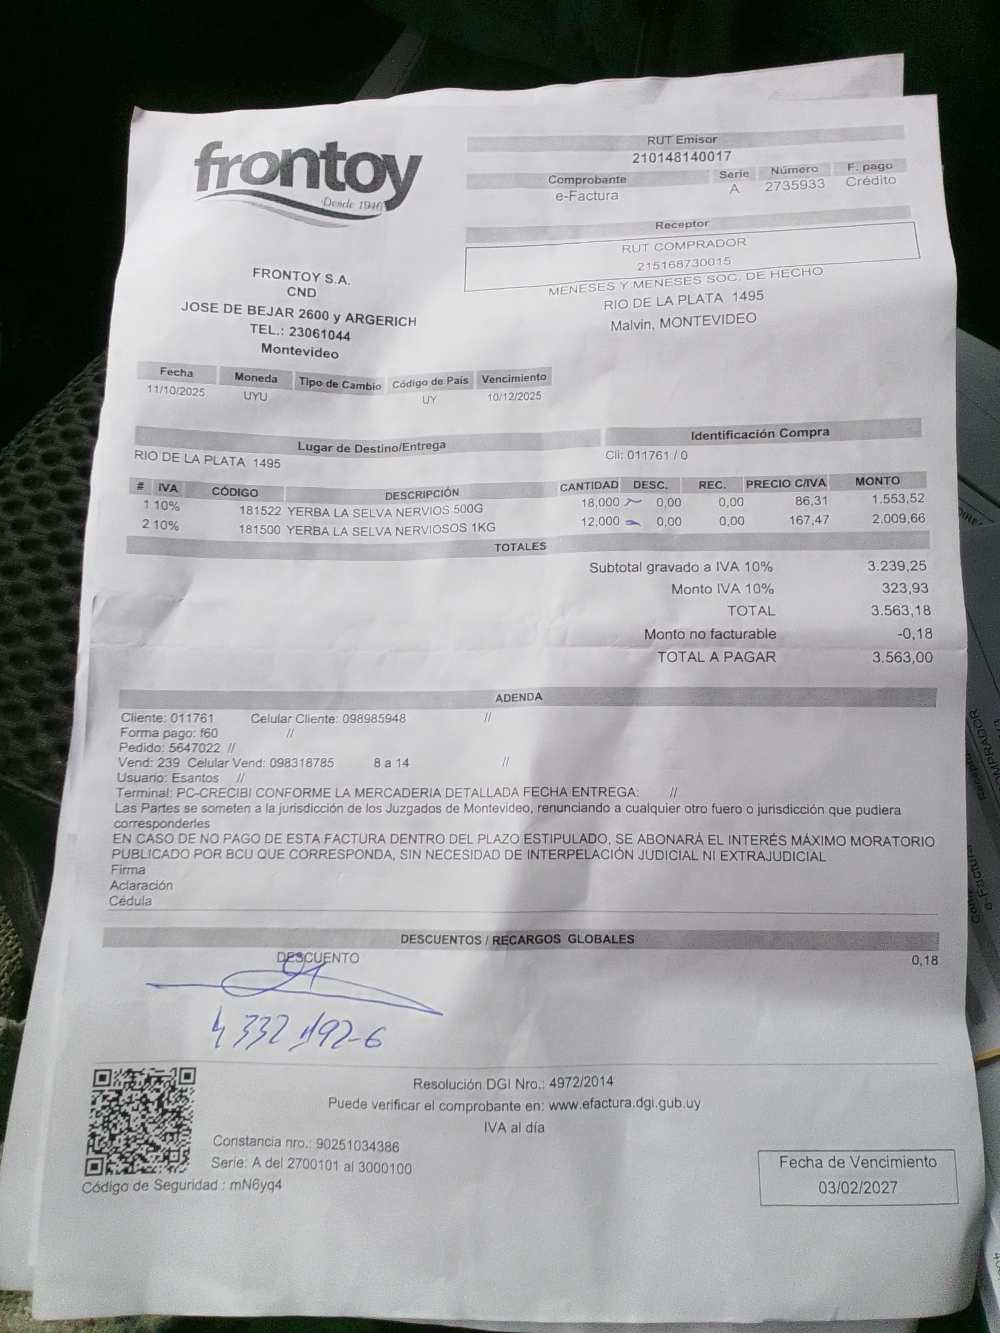 frontoy
Desde 1946
RUT Emisor
210148140017
Comprobante Serie Número F. pago
e-Factura A 2735933 Crédito
Receptor
RUT COMPRADOR
215168730015
MENESES Y MENESES SOC. DE HECHO
RIO DE LA PLATA 1495
Malvin, MONTEVIDEO
FRONTOY S.A.
CND
JOSE DE BEJAR 2600 y ARGERICH
TEL.: 23061044
Montevideo
Fecha Moneda Tipo de Cambio Código de País Vencimiento
11/10/2025 UYU UY 10/12/2025
Lugar de Destino/Entrega Identificación Compra
RIO DE LA PLATA 1495 Cli: 011761 / 0
# IVA CÓDIGO DESCRIPCIÓN CANTIDAD DESC. REC. PRECIO C/IVA MONTO
1 10% 181522 YERBA LA SELVA NERVIOS 500G 18,000 0,00 0,00 86,31 1.553,52
2 10% 181500 YERBA LA SELVA NERVIOSOS 1KG 12,000 0,00 0,00 167,47 2.009,66
TOTALES
Subtotal gravado a IVA 10% 3.239,25
Monto IVA 10% 323,93
TOTAL 3.563,18
Monto no facturable -0,18
TOTAL A PAGAR 3.563,00
ADENDA
Cliente: 011761 Celular Cliente: 098985948 //
Forma pago: f60 //
Pedido: 5647022 //
Vend: 239 Celular Vend: 098318785 8 a 14 //
Usuario: Esantos //
Terminal: PC-CRECIBI CONFORME LA MERCADERIA DETALLADA FECHA ENTREGA: //
Las Partes se someten a la jurisdicción de los Juzgados de Montevideo, renunciando a cualquier otro fuero o jurisdicción que pudiera
corresponderles
EN CASO DE NO PAGO DE ESTA FACTURA DENTRO DEL PLAZO ESTIPULADO, SE ABONARÁ EL INTERÉS MÁXIMO MORATORIO
PUBLICADO POR BCU QUE CORRESPONDA, SIN NECESIDAD DE INTERPELACIÓN JUDICIAL NI EXTRAJUDICIAL
Firma
Aclaración
Cédula
DESCUENTOS / RECARGOS GLOBALES
DESCUENTO 0,18
4 332 192-6
Resolución DGI Nro.: 4972/2014
Puede verificar el comprobante en: www.efactura.dgi.gub.uy
IVA al día
Constancia nro.: 90251034386
Serie: A del 2700101 al 3000100
Código de Seguridad : mN6yq4
Fecha de Vencimiento
03/02/2027